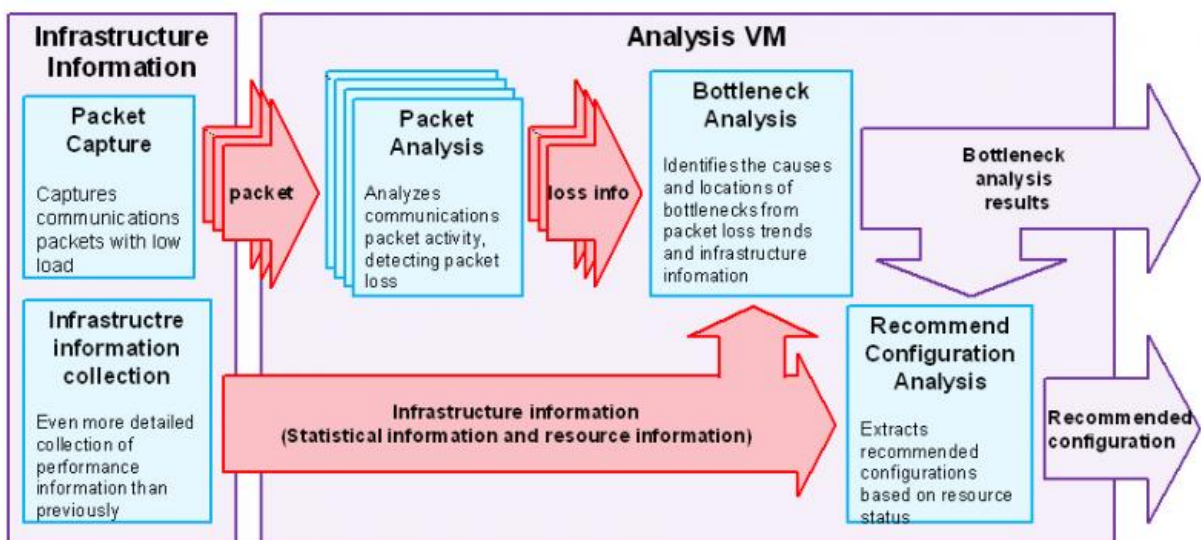 Infrastructure
Information
Packet
Capture
Captures
communications
packets with low
load
Infrastructre
information
collection
Even more detailed
collection of
performance
information than
previously
Analysis VM
packet
Packet
Analysis
Analyzes
communications
packet activity,
detecting packet
loss
loss info
Bottleneck
Analysis
Identifies the causes
and locations of
bottlenecks from
packet loss trends
and infrastructure
infomation
Bottleneck
analysis
results
Infrastructure information
(Statistical information and resource information)
Recommend
Configuration
Analysis
Extracts
recommended
configurations
based on resource
status
Recommended
configuration